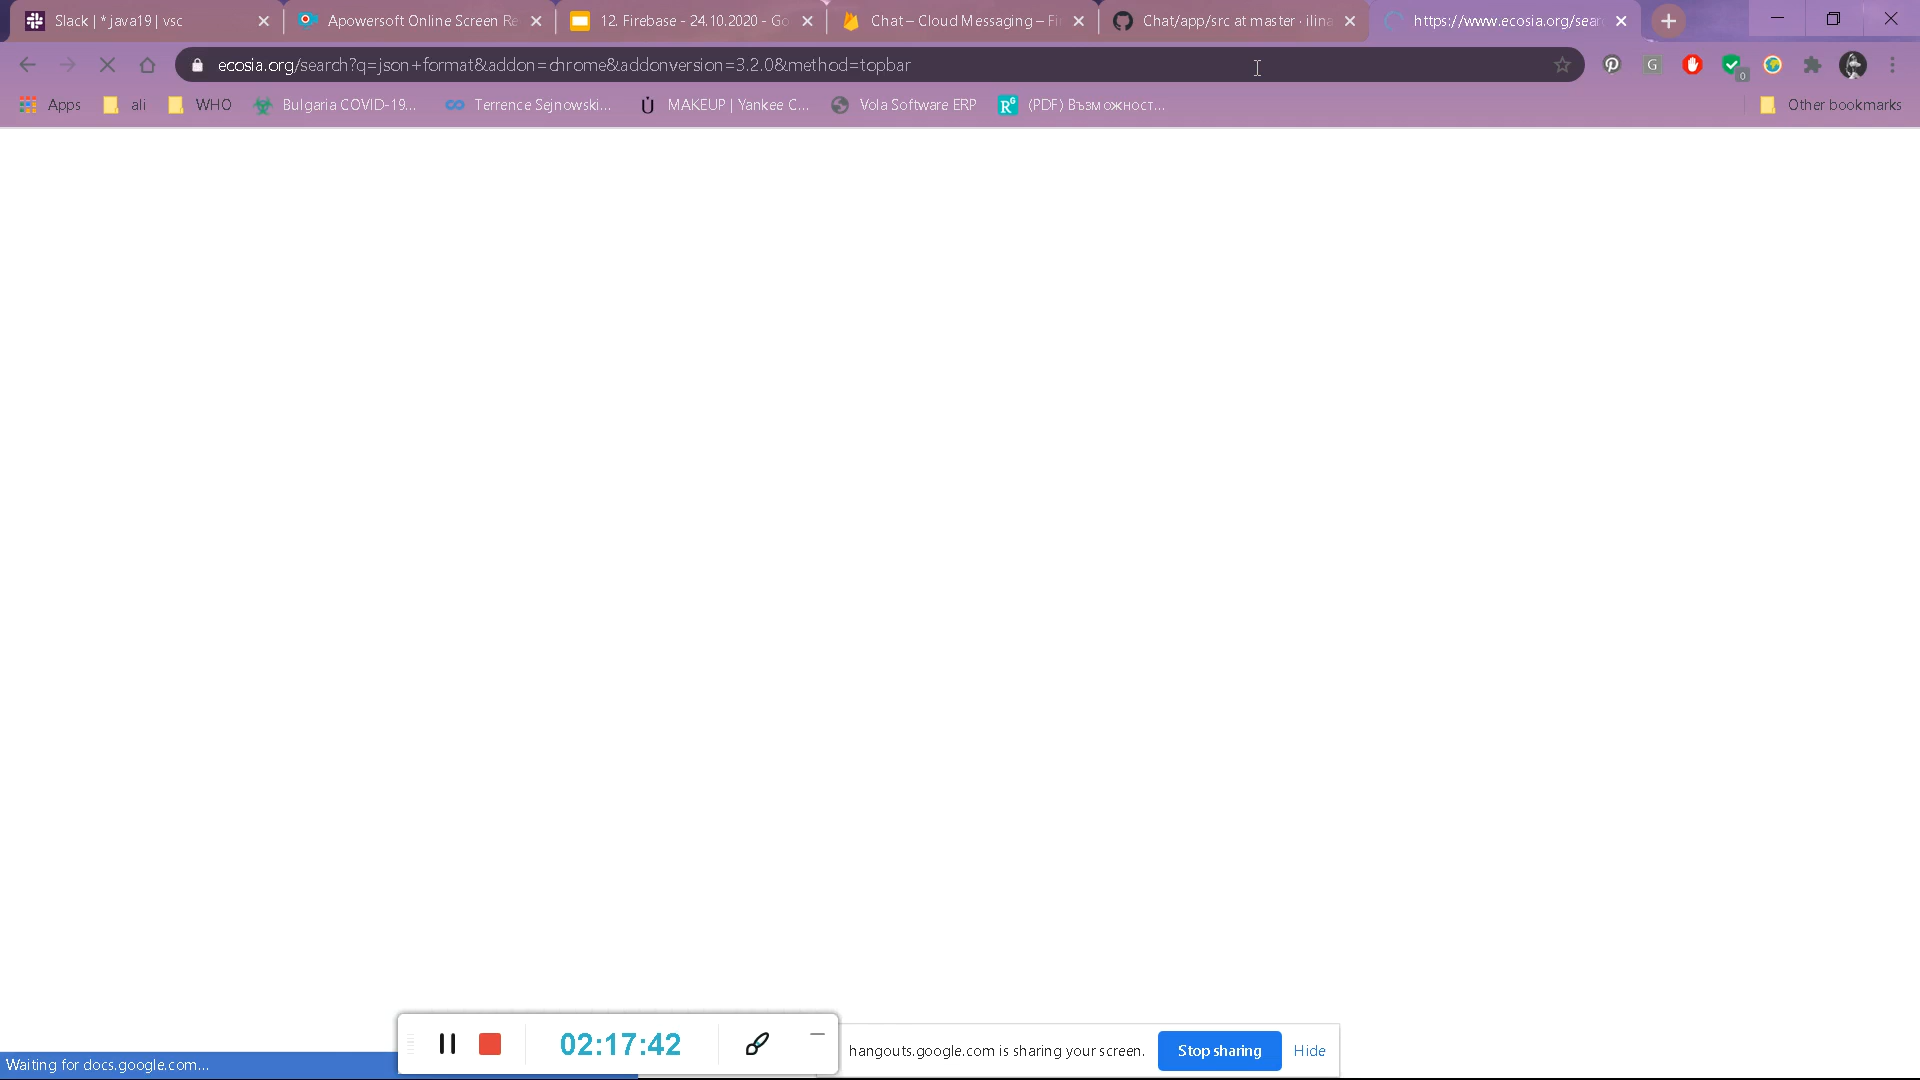 Slack | * java19 | vsc
Apowersoft Online Screen Re
12. Firebase - 24.10.2020 - Go
Chat – Cloud Messaging – Fi
Chat/app/src at master · ilina
https://www.ecosia.org/sear
ecosia.org/search?q=json+format&addon=chrome&addonversion=3.2.0&method=topbar
G
0
Apps
ali
WHO
Bulgaria COVID-19...
Terrence Sejnowski...
MAKEUP | Yankee C...
Vola Software ERP
(PDF) Възможност...
Other bookmarks
02:17:42
hangouts.google.com is sharing your screen.
Stop sharing
Hide
Waiting for docs.google.com...